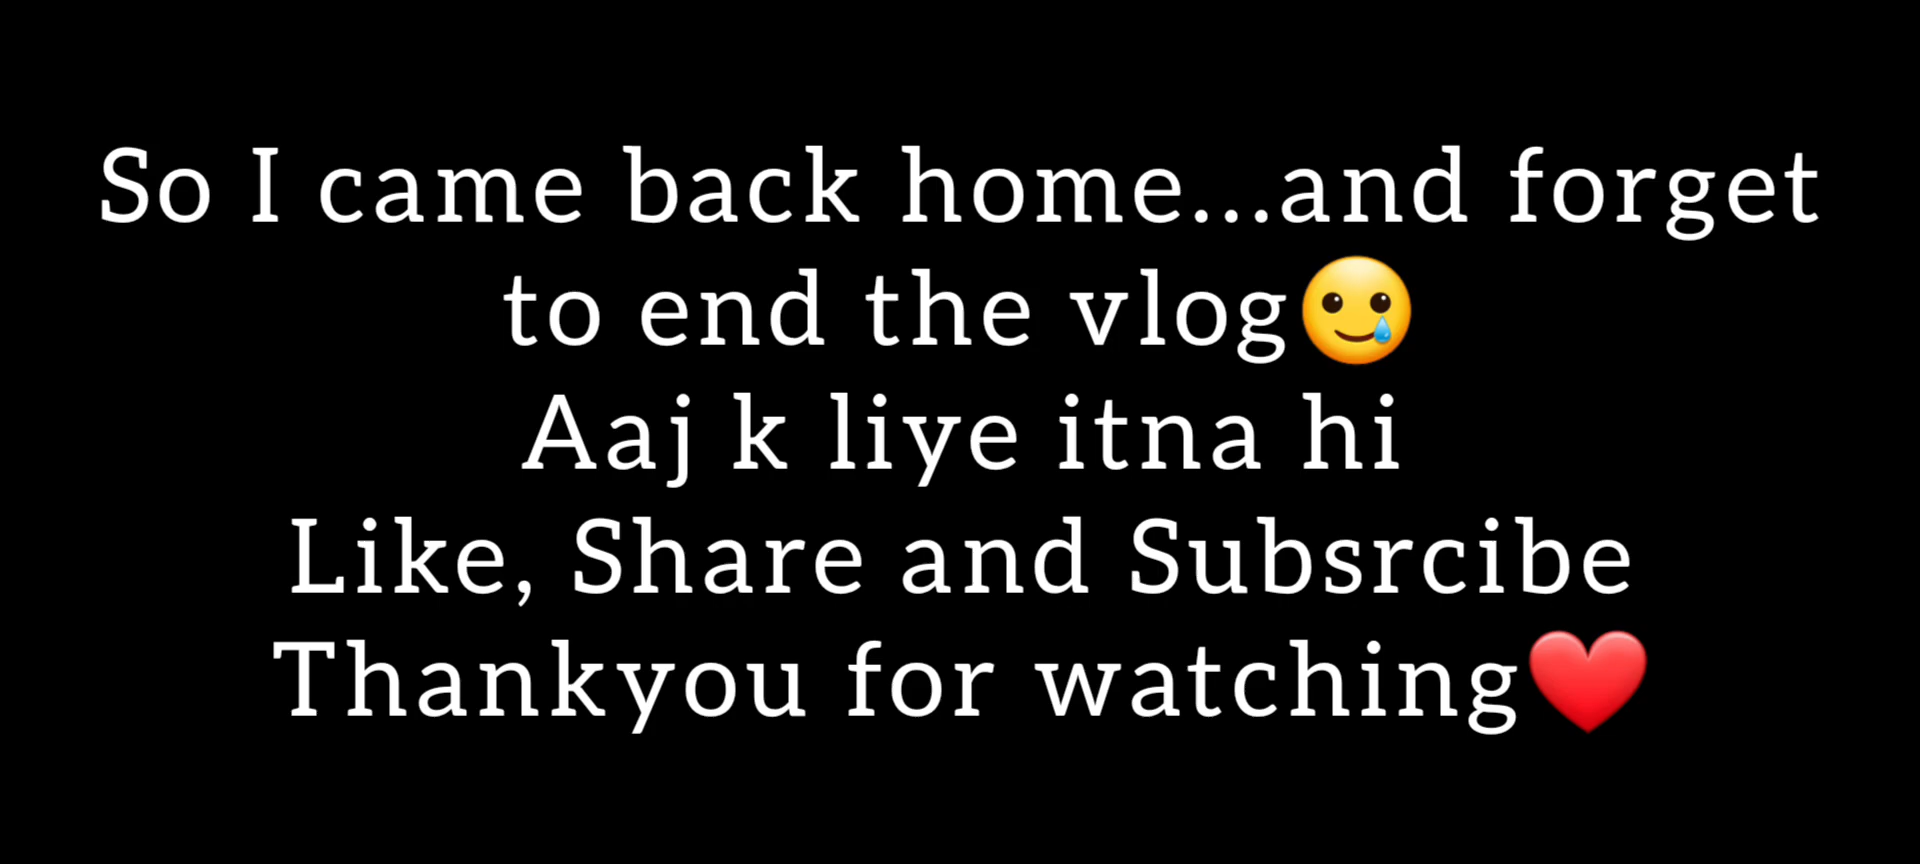 So I came back home...and forget
to end the vlog🥲
Aaj k liye itna hi
Like, Share and Subsrcibe
Thankyou for watching❤️